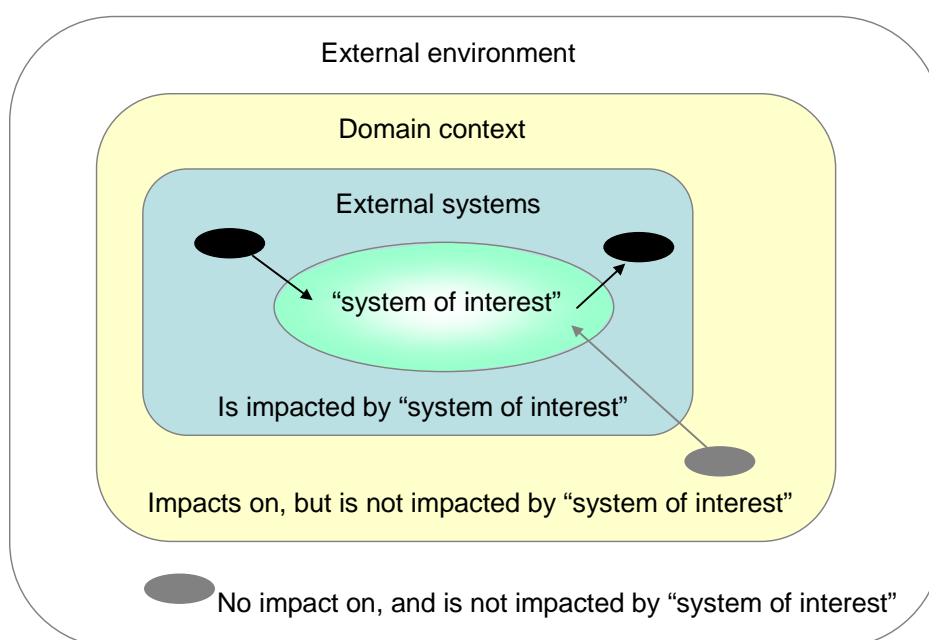 External environment
Domain context
External systems
“system of interest”
Is impacted by “system of interest”
Impacts on, but is not impacted by “system of interest”
No impact on, and is not impacted by “system of interest”